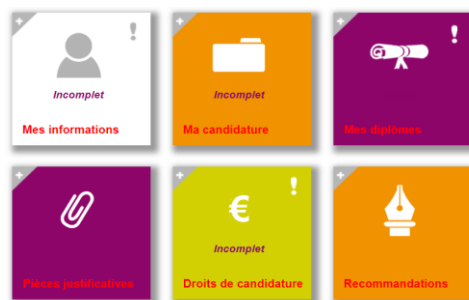 Incomplet
Mes informations
Incomplet
Ma candidature
Mes diplômes
Pièces justificatives
€
Incomplet
Droits de candidature
Recommandations